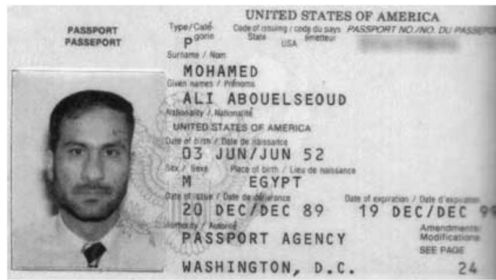 UNITED STATES OF AMERICA
PASSPORT
PASSEPORT
Type/Caté-
gorie
P
Code of issuing / code du pays
State
USA
émetteur
PASSPORT NO./NO. DU PASSEPO
Surname / Nom
MOHAMED
Given names / Prénoms
ALI ABOUELSEOUD
Nationality / Nationalité
UNITED STATES OF AMERICA
Date of birth / Date de naissance
03 JUN/JUN 52
Sex / Sexe Place of birth / Lieu de naissance
M EGYPT
Date of issue / Date de délivrance Date of expiration / Date d'expiration
20 DEC/DEC 89 19 DEC/DEC 99
Authority / Autorité Amendments/
PASSPORT AGENCY Modifications
SEE PAGE
WASHINGTON, D.C. 24